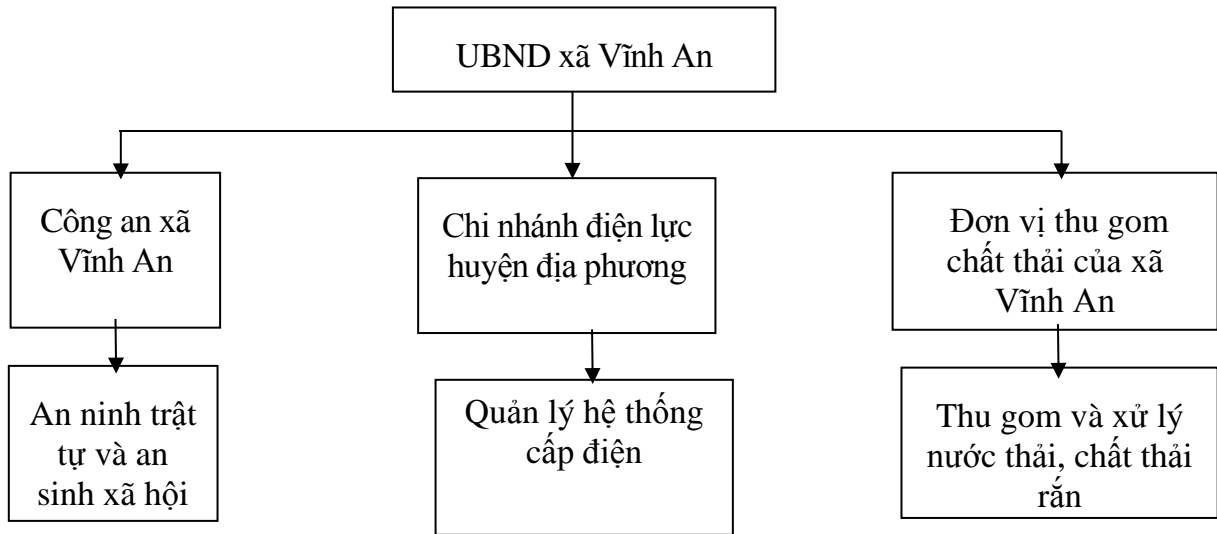 UBND xã Vĩnh An
Công an xã
Vĩnh An
Chi nhánh điện lực
huyện địa phương
Đơn vị thu gom
chất thải của xã
Vĩnh An
An ninh trật
tự và an
sinh xã hội
Quản lý hệ thống
cấp điện
Thu gom và xử lý
nước thải, chất thải
rắn